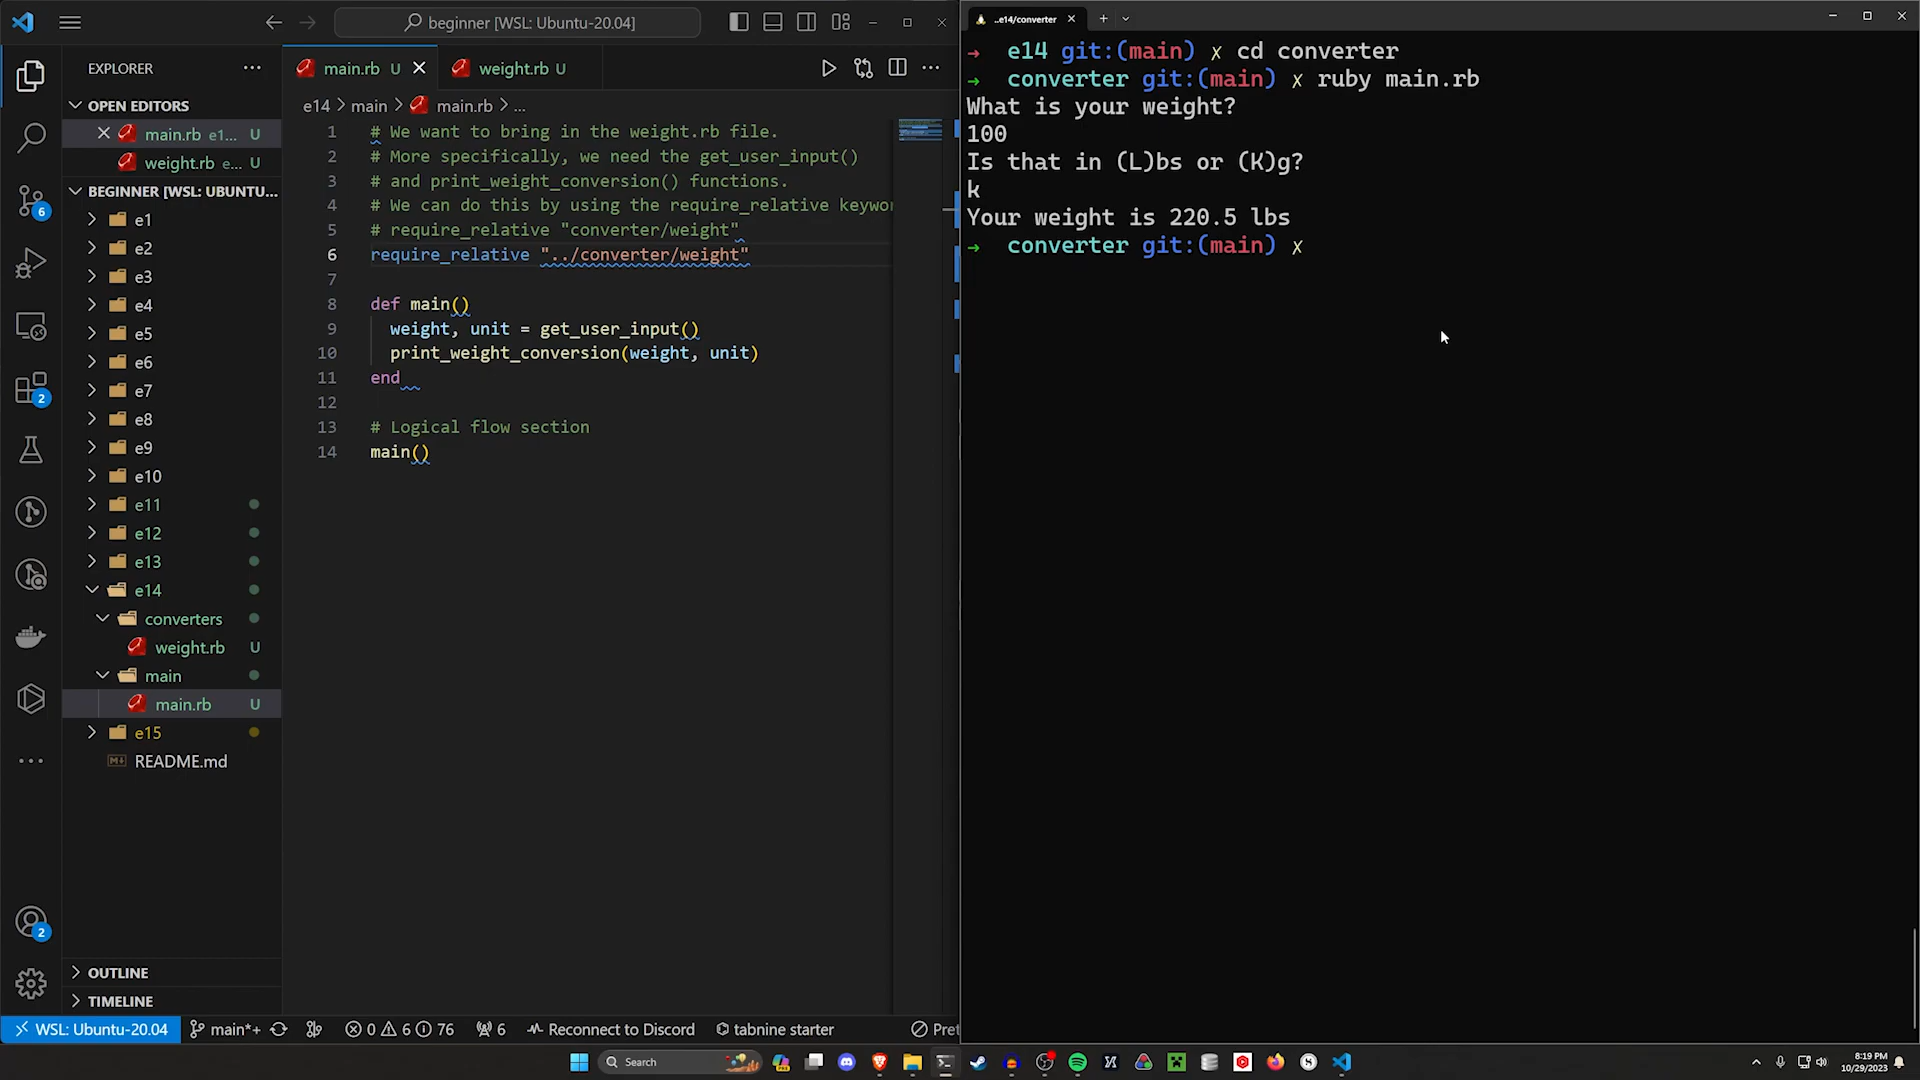 beginner [WSL: Ubuntu-20.04]
EXPLORER
OPEN EDITORS
main.rb e1... U
weight.rb e... U
BEGINNER [WSL: UBUNTU...
e1
e2
e3
e4
e5
e6
e7
e8
e9
e10
e11
e12
e13
e14
converters
weight.rb U
main
main.rb U
e15
README.md
OUTLINE
TIMELINE
6
2
2
main.rb U
weight.rb U
e14 > main > main.rb > ...
1 # We want to bring in the weight.rb file.
2 # More specifically, we need the get_user_input()
3 # and print_weight_conversion() functions.
4 # We can do this by using the require_relative keywor
5 # require_relative "converter/weight"
6 require_relative "../converter/weight"
7
8 def main()
9 weight, unit = get_user_input()
10 print_weight_conversion(weight, unit)
11 end
12
13 # Logical flow section
14 main()
WSL: Ubuntu-20.04 main*+ 0 6 76 6 Reconnect to Discord tabnine starter Pret
..e14/converter
→ e14 git:(main) x cd converter
→ converter git:(main) x ruby main.rb
What is your weight?
100
Is that in (L)bs or (K)g?
k
Your weight is 220.5 lbs
→ converter git:(main) x
Search
8:19 PM
10/29/2023